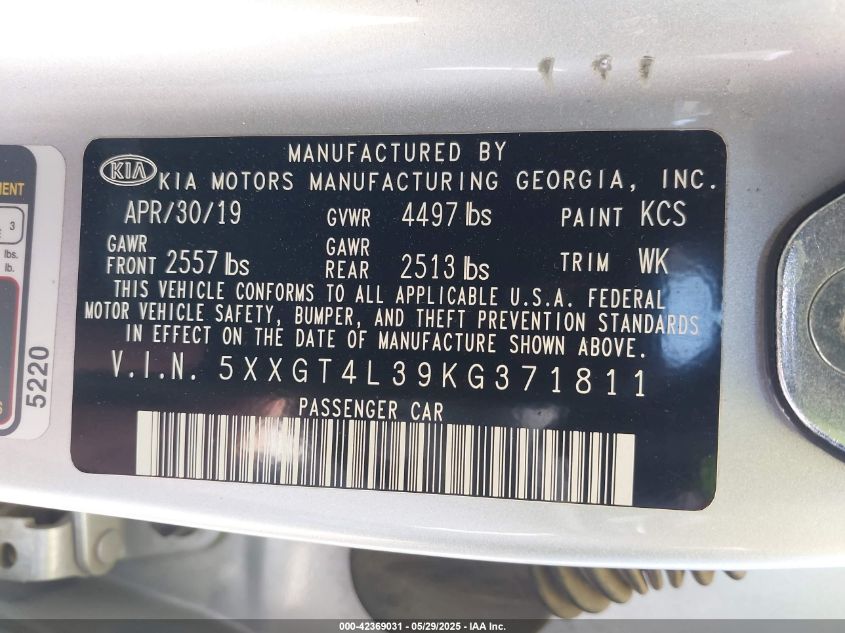 MANUFACTURED BY
KIA KIA MOTORS MANUFACTURING GEORGIA, INC.
APR/30/19 GVWR 4497 lbs PAINT KCS
GAWR FRONT 2557 lbs GAWR REAR 2513 lbs TRIM WK
THIS VEHICLE CONFORMS TO ALL APPLICABLE U.S.A. FEDERAL
MOTOR VEHICLE SAFETY, BUMPER, AND THEFT PREVENTION STANDARDS
IN EFFECT ON THE DATE OF MANUFACTURE SHOWN ABOVE.
V.I.N. 5XXGT4L39KG371811
PASSENGER CAR
3
lbs.
lb.
5220
000-42369031 - 05/29/2025 - IAA Inc.